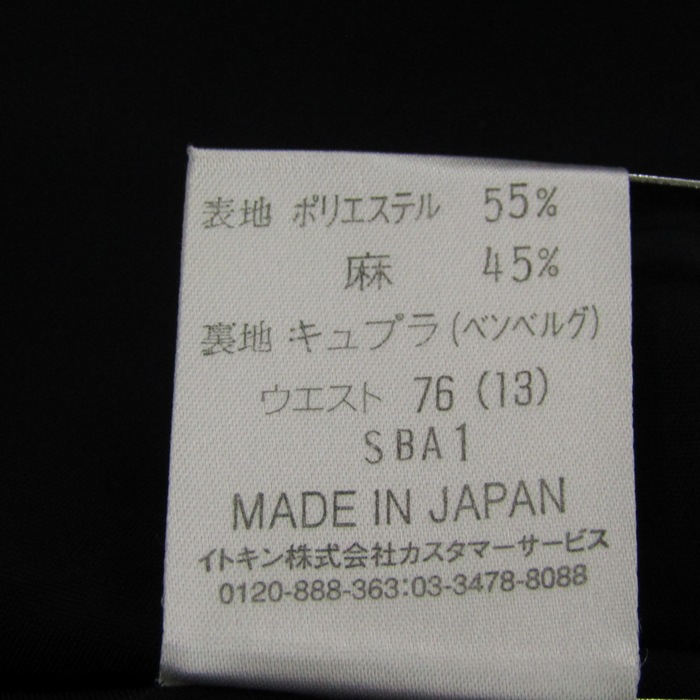 表地 ポリエステル 55%
麻 45%
裏地 キュプラ(ベンベルグ)
ウエスト 76 (13)
SBA1
MADE IN JAPAN
イトキン株式会社カスタマーサービス
0120-888-363:03-3478-8088